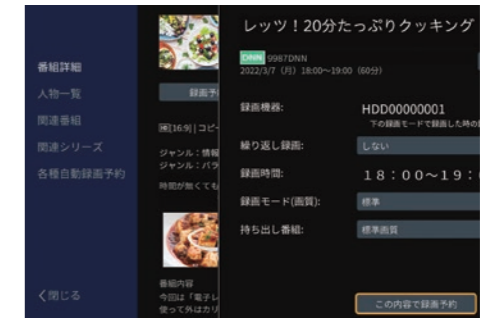 番組詳細
人物一覧
関連番組
関連シリーズ
各種自動録画予約
く閉じる
録画予
[16:9] | コピー
ジャンル：情報
ジャンル：バラ
時間が無くても
番組内容
今回は「電子レ
使って外はカリ
レッツ！20分たっぷりクッキング
DNN 9987DNN
2022/3/7（月）18:00～19:00（60分）
録画機器:
HDD00000001
下の録画モードで録画した時の
繰り返し録画:
しない
録画時間:
１８：００～１９：
録画モード(画質):
標準
持ち出し番組:
標準画質
この内容で録画予約